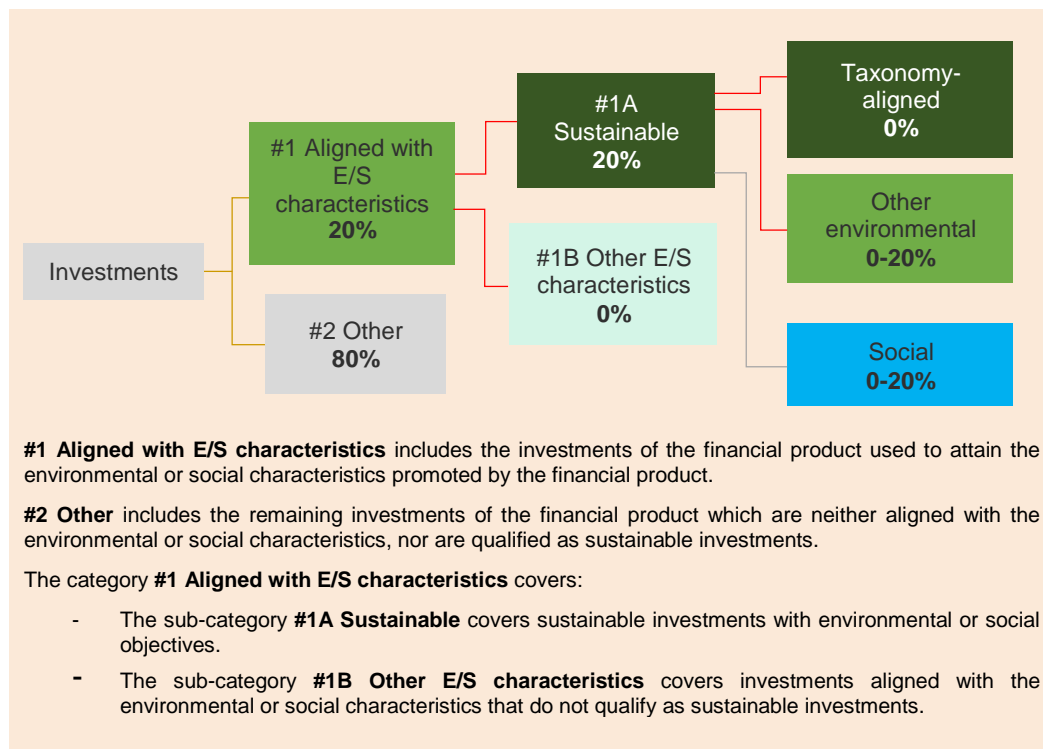 Investments
#1 Aligned with
E/S
characteristics
20%
#2 Other
80%
#1A
Sustainable
20%
#1B Other E/S
characteristics
0%
Taxonomy-
aligned
0%
Other
environmental
0-20%
Social
0-20%
#1 Aligned with E/S characteristics includes the investments of the financial product used to attain the
environmental or social characteristics promoted by the financial product.
#2 Other includes the remaining investments of the financial product which are neither aligned with the
environmental or social characteristics, nor are qualified as sustainable investments.
The category #1 Aligned with E/S characteristics covers:
- The sub-category #1A Sustainable covers sustainable investments with environmental or social
objectives.
- The sub-category #1B Other E/S characteristics covers investments aligned with the
environmental or social characteristics that do not qualify as sustainable investments.